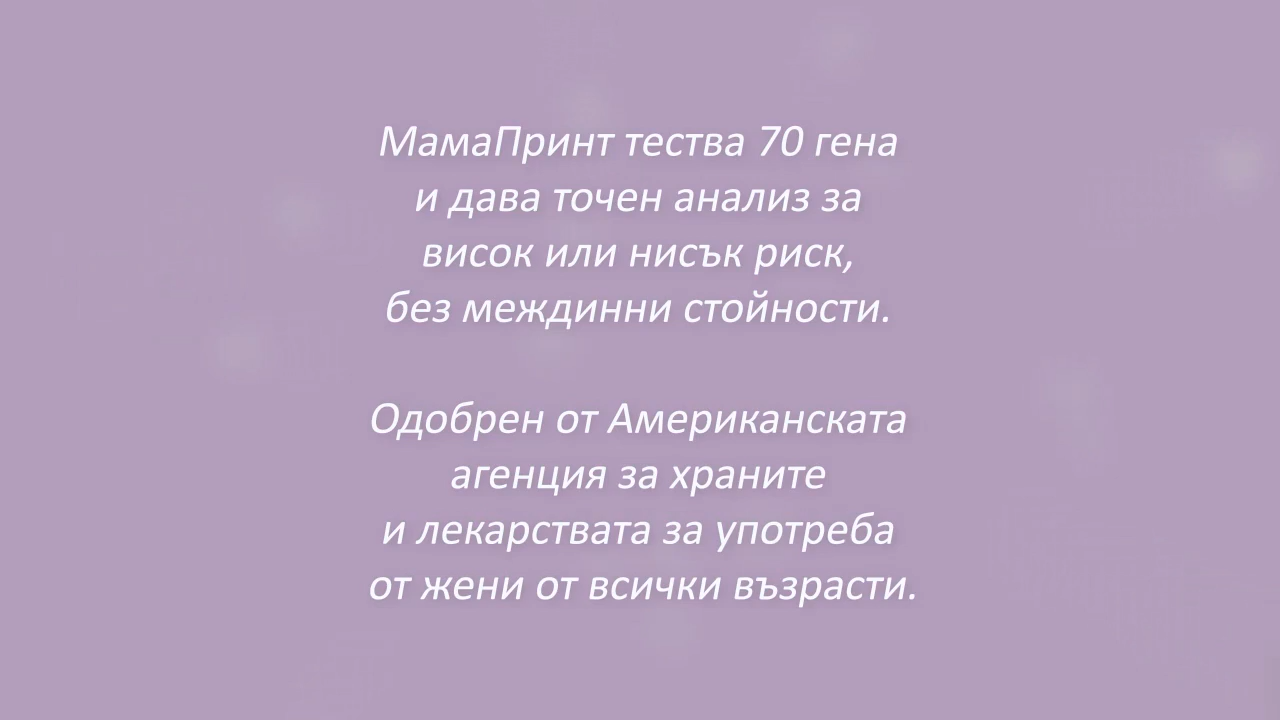 МамаПринт тества 70 гена
и дава точен анализ за
висок или нисък риск,
без междинни стойности.
Одобрен от Американската
агенция за храните
и лекарствата за употреба
от жени от всички възрасти.